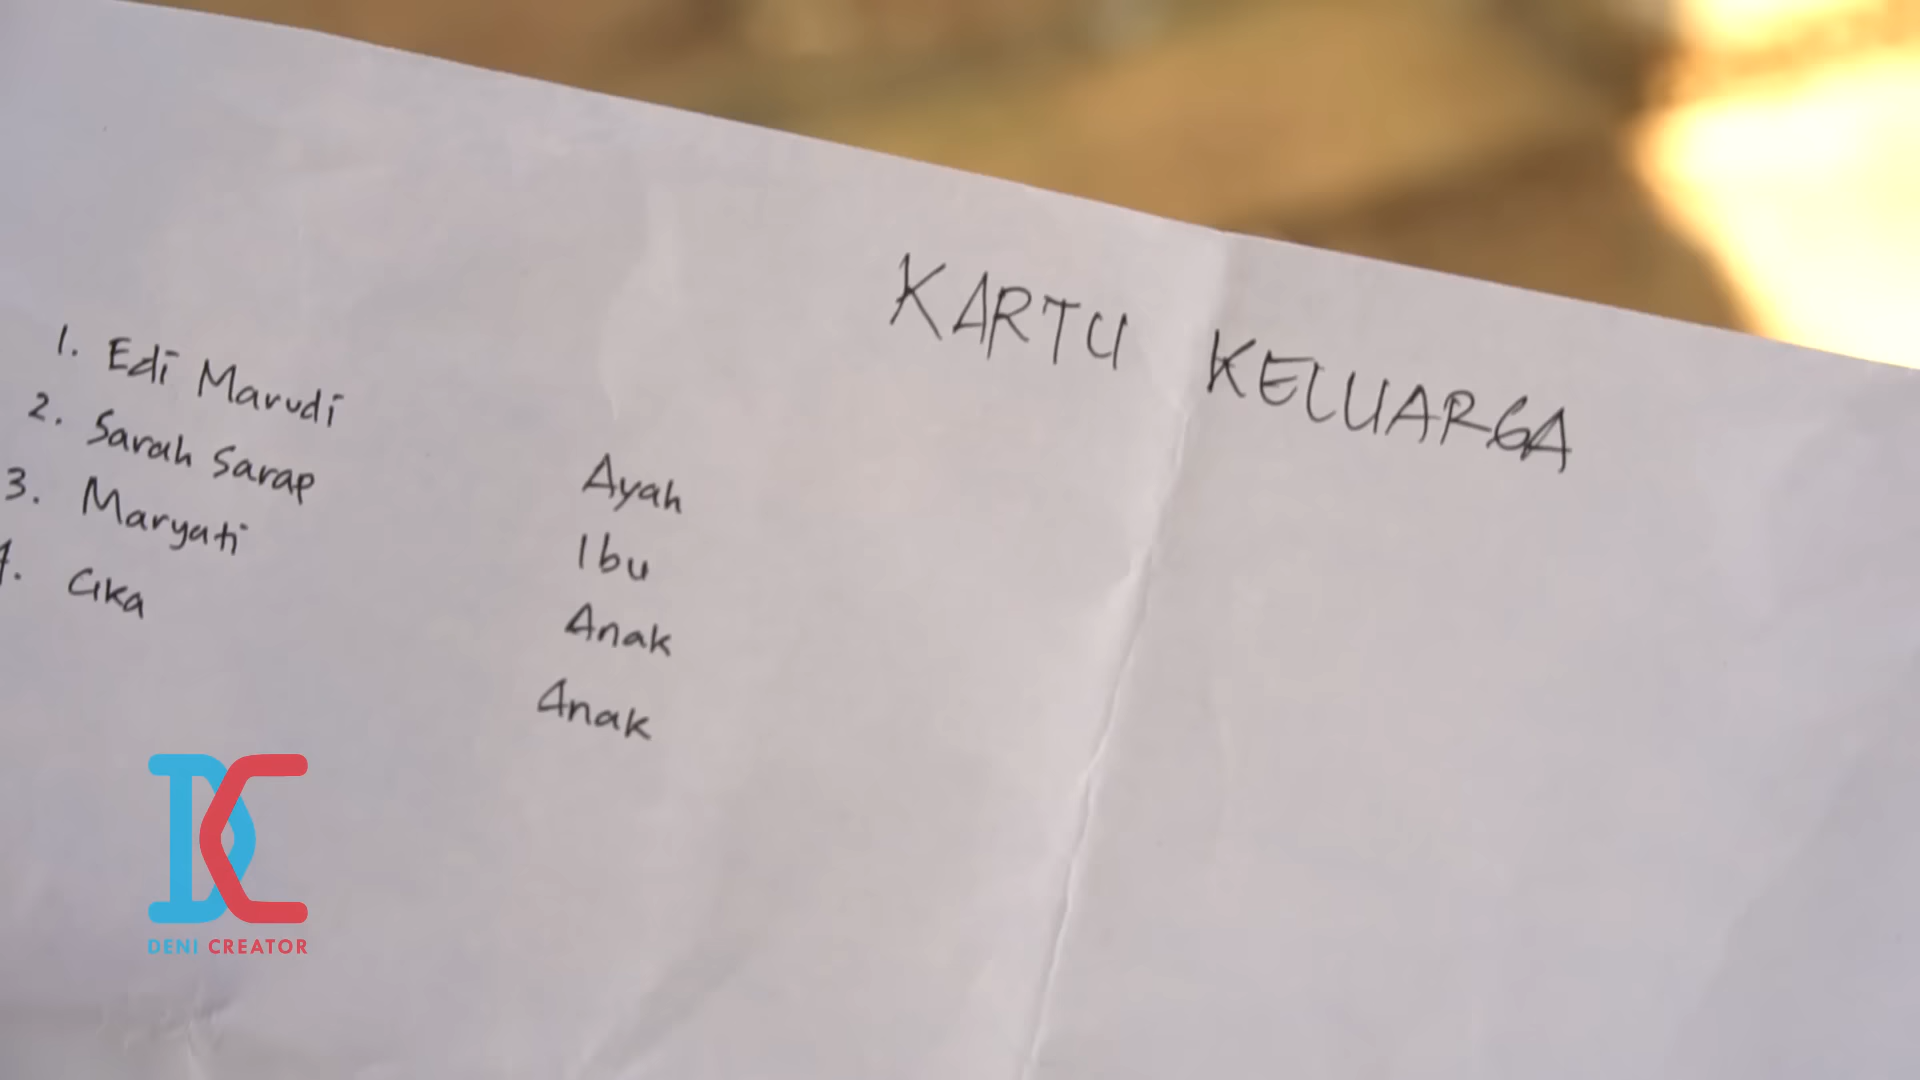 KARTU KELUARGA
1. Edi Marudi Ayah
2. Sarah Sarap Ibu
3. Maryati Anak
4. Cika Anak
DENI CREATOR